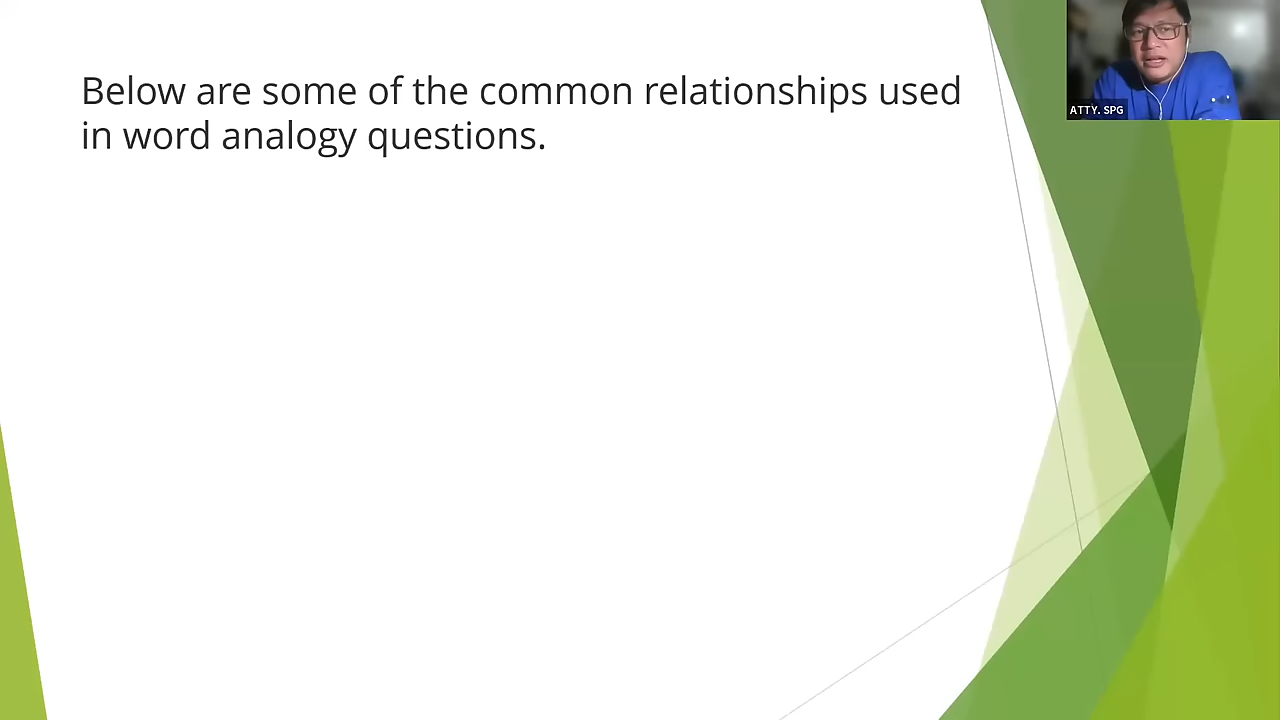 Below are some of the common relationships used
in word analogy questions.
ATTY. SPG